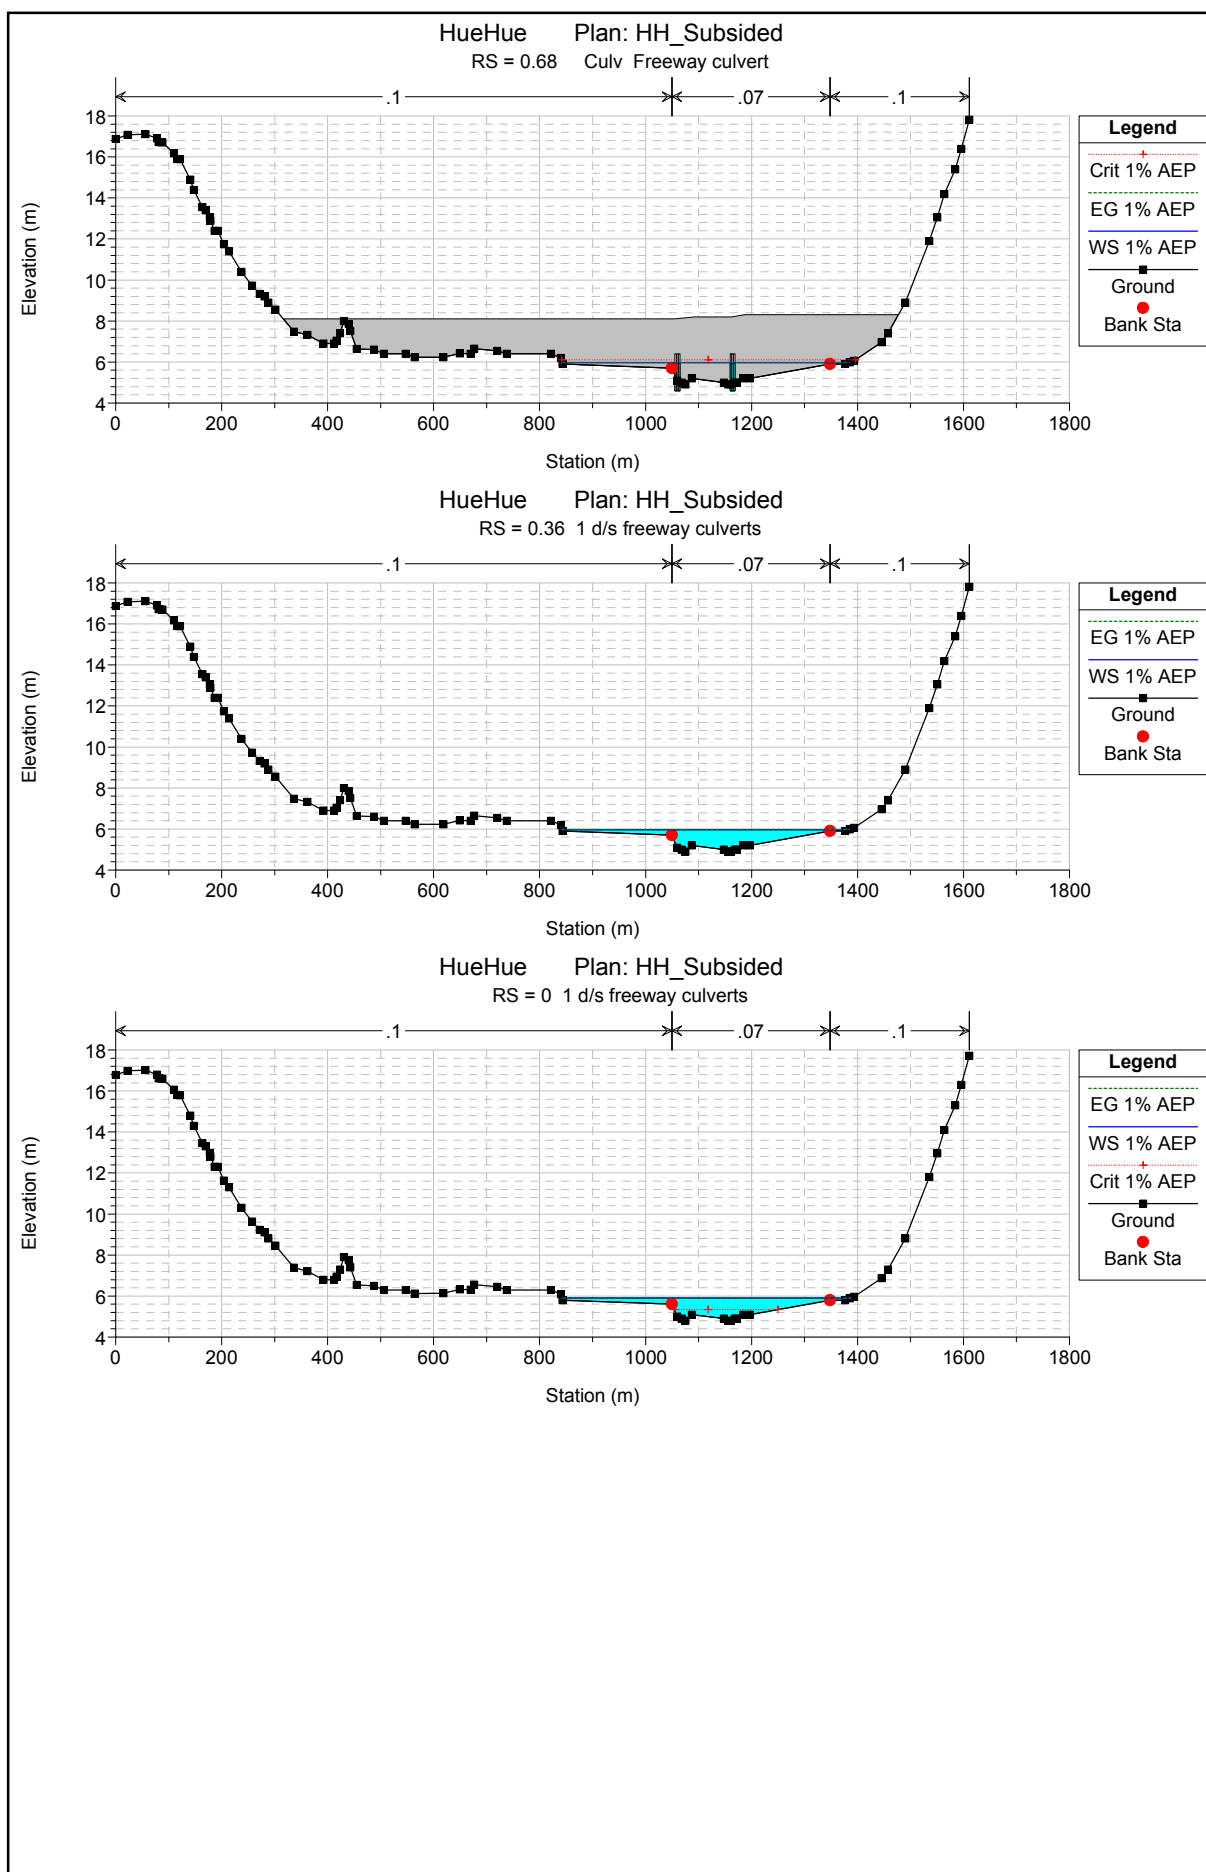 HueHue Plan: HH_Subsided
RS = 0.68 Culv Freeway culvert
.1 .07 .1
18
16
14
12
10
8
6
4
Elevation (m)
0 200 400 600 800 1000 1200 1400 1600 1800
Station (m)
Legend
Crit 1% AEP
EG 1% AEP
WS 1% AEP
Ground
Bank Sta
HueHue Plan: HH_Subsided
RS = 0.36 1 d/s freeway culverts
.1 .07 .1
18
16
14
12
10
8
6
4
Elevation (m)
0 200 400 600 800 1000 1200 1400 1600 1800
Station (m)
Legend
EG 1% AEP
WS 1% AEP
Ground
Bank Sta
HueHue Plan: HH_Subsided
RS = 0 1 d/s freeway culverts
.1 .07 .1
18
16
14
12
10
8
6
4
Elevation (m)
0 200 400 600 800 1000 1200 1400 1600 1800
Station (m)
Legend
EG 1% AEP
WS 1% AEP
Crit 1% AEP
Ground
Bank Sta